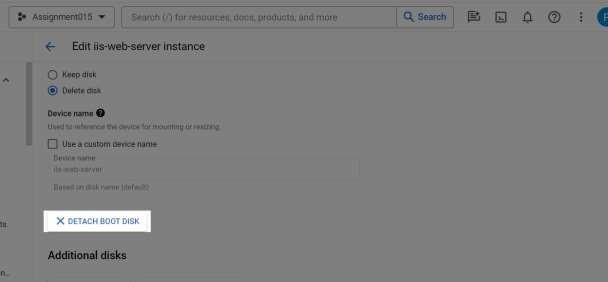 Assignment015
Search (/) for resources, docs, products, and more
Search
Edit iis-web-server instance
Keep disk
Delete disk
Device name
Used to reference the device for mounting or resizing.
Use a custom device name
Device name
iis-web-server
Based on disk name (default)
DETACH BOOT DISK
Additional disks